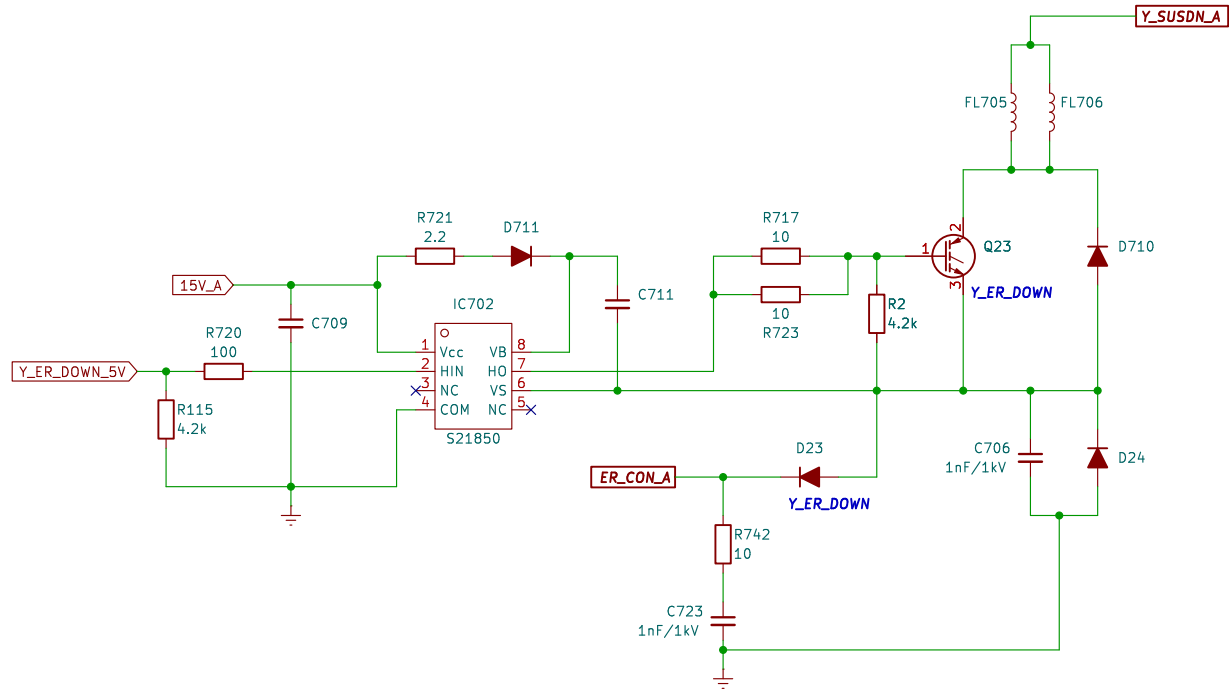 Y_SUSDN_A
FL705
FL706
R721
2.2
D711
R717
10
2
1
3
Q23
D710
15V_A
C711
Y_ER_DOWN
10
R723
R2
4.2k
IC702
C709
R720
100
Y_ER_DOWN_5V
1
2
3
4
Vcc
HIN
NC
COM
VB
HO
VS
NC
8
7
6
5
S21850
R115
4.2k
D23
C706
1nF/1kV
D24
ER_CON_A
Y_ER_DOWN
R742
10
C723
1nF/1kV